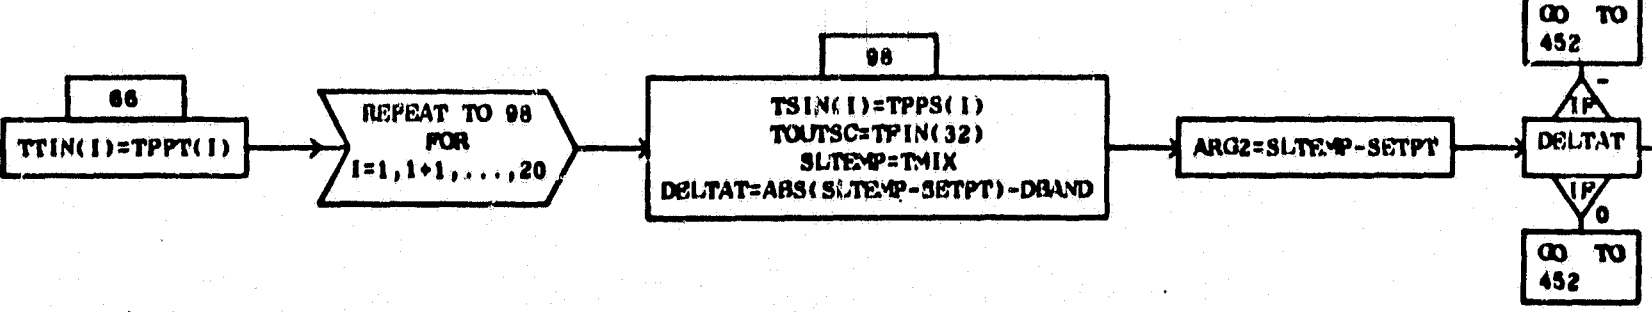 66
TTIN(I)=TPPT(I)
REPEAT TO 98
FOR
I=1,1+1,...,20
98
TSIN(I)=TPPS(I)
TOUTSC=TPIN(32)
SLTEMP=TMIX
DELTAT=ABS(SLTEMP-SETPT)-DBAND
ARG2=SLTEMP-SETPT
GO TO
452
-
IF
DELTAT
IF
0
GO TO
452